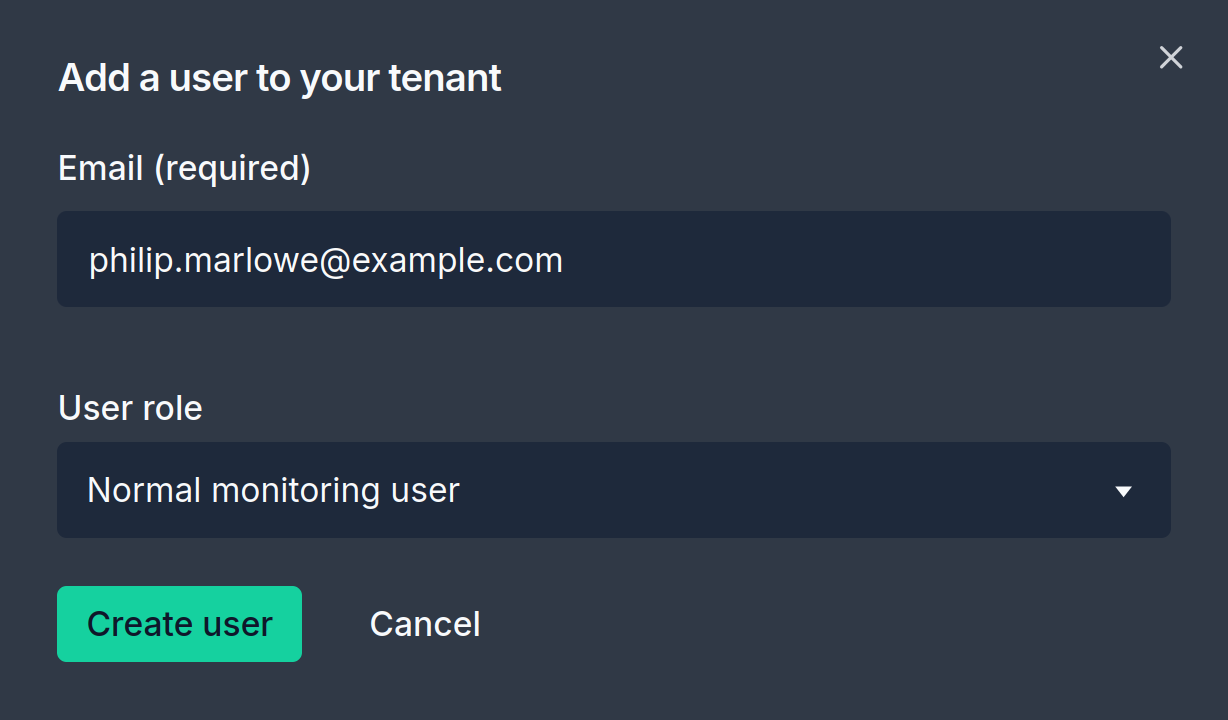 Add a user to your tenant
Email (required)
philip.marlowe@example.com
User role
Normal monitoring user
Create user
Cancel